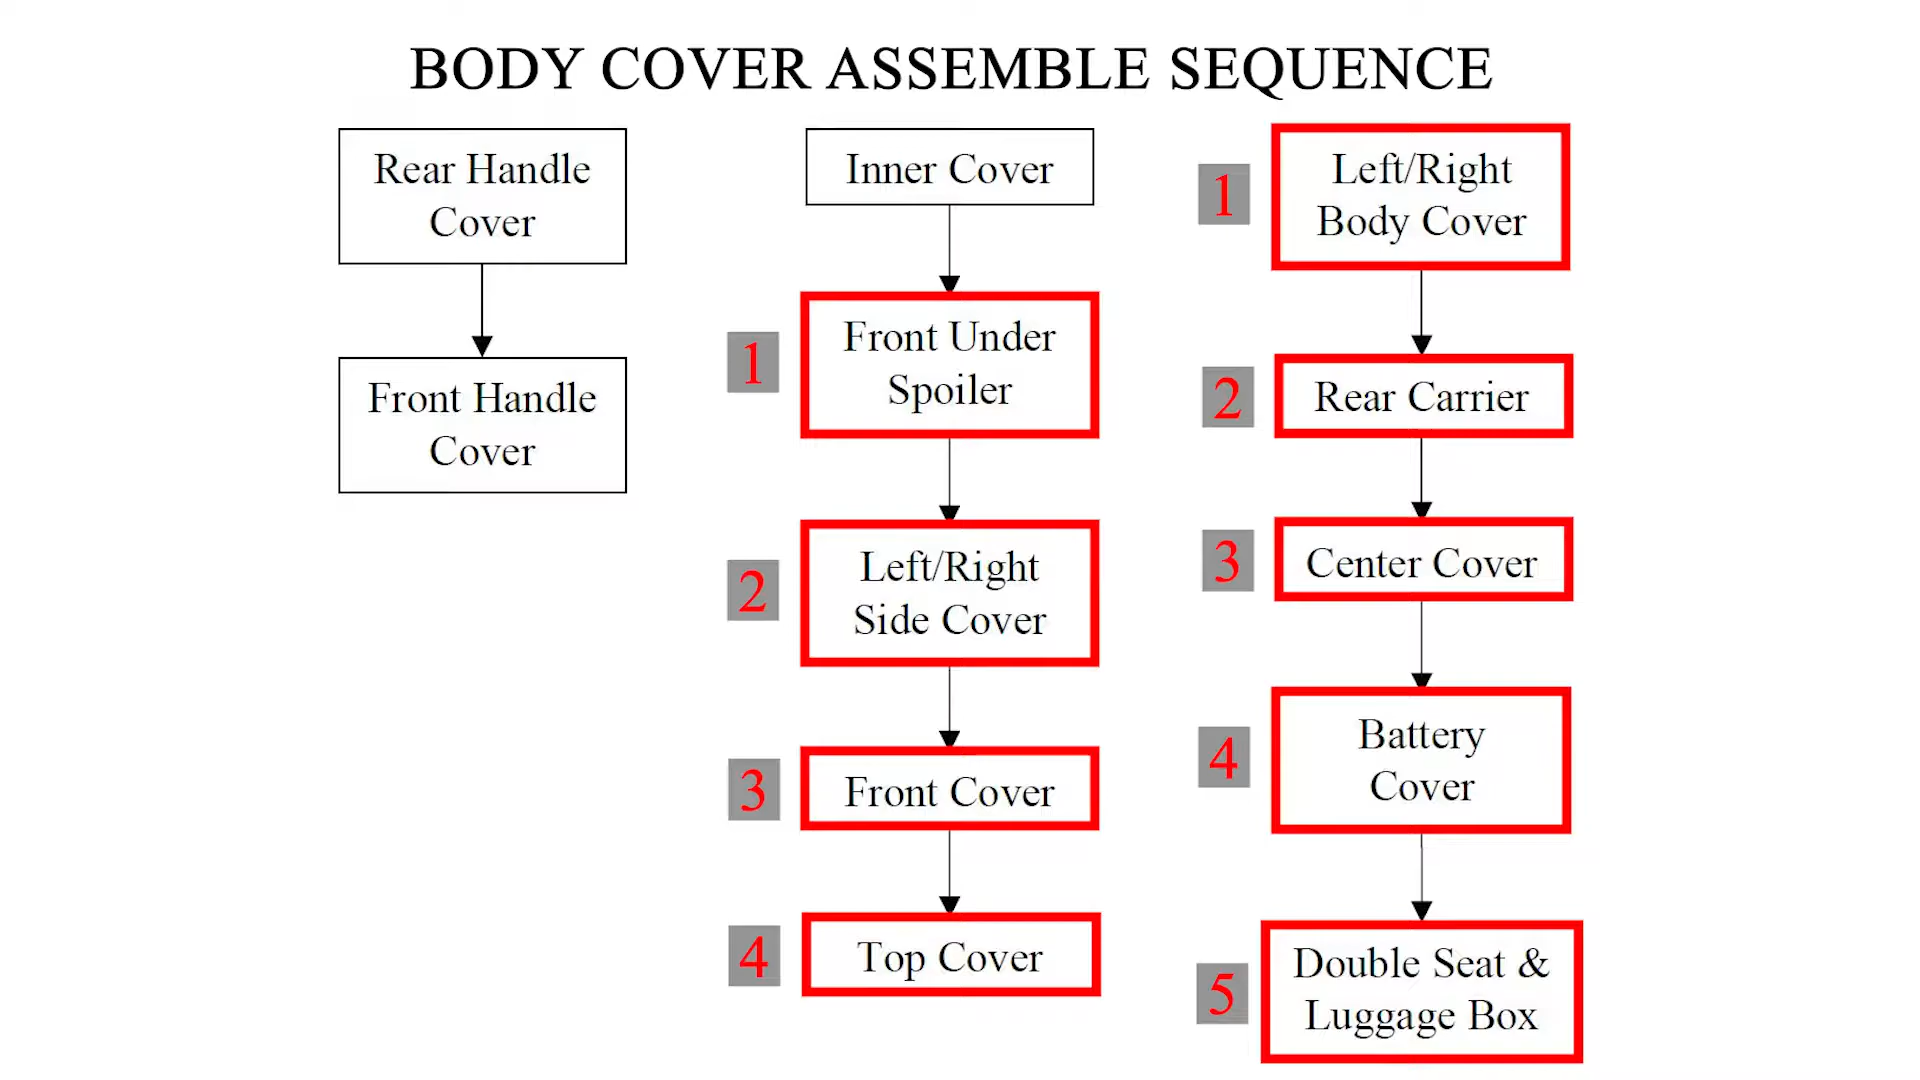 BODY COVER ASSEMBLE SEQUENCE
Rear Handle
Cover
Front Handle
Cover
Inner Cover
1
Front Under
Spoiler
2
Left/Right
Side Cover
3
Front Cover
4
Top Cover
1
Left/Right
Body Cover
2
Rear Carrier
3
Center Cover
4
Battery
Cover
5
Double Seat &
Luggage Box